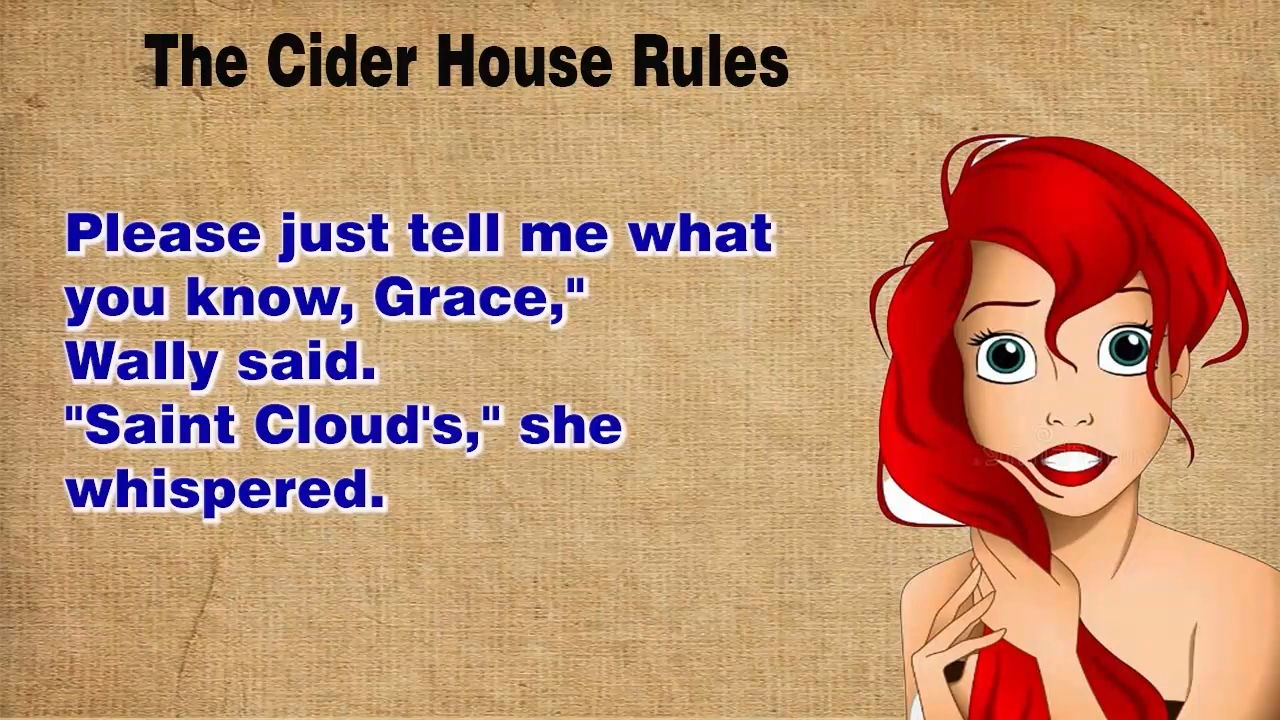 The Cider House Rules
Please just tell me what
you know, Grace,"
Wally said.
"Saint Cloud's," she
whispered.